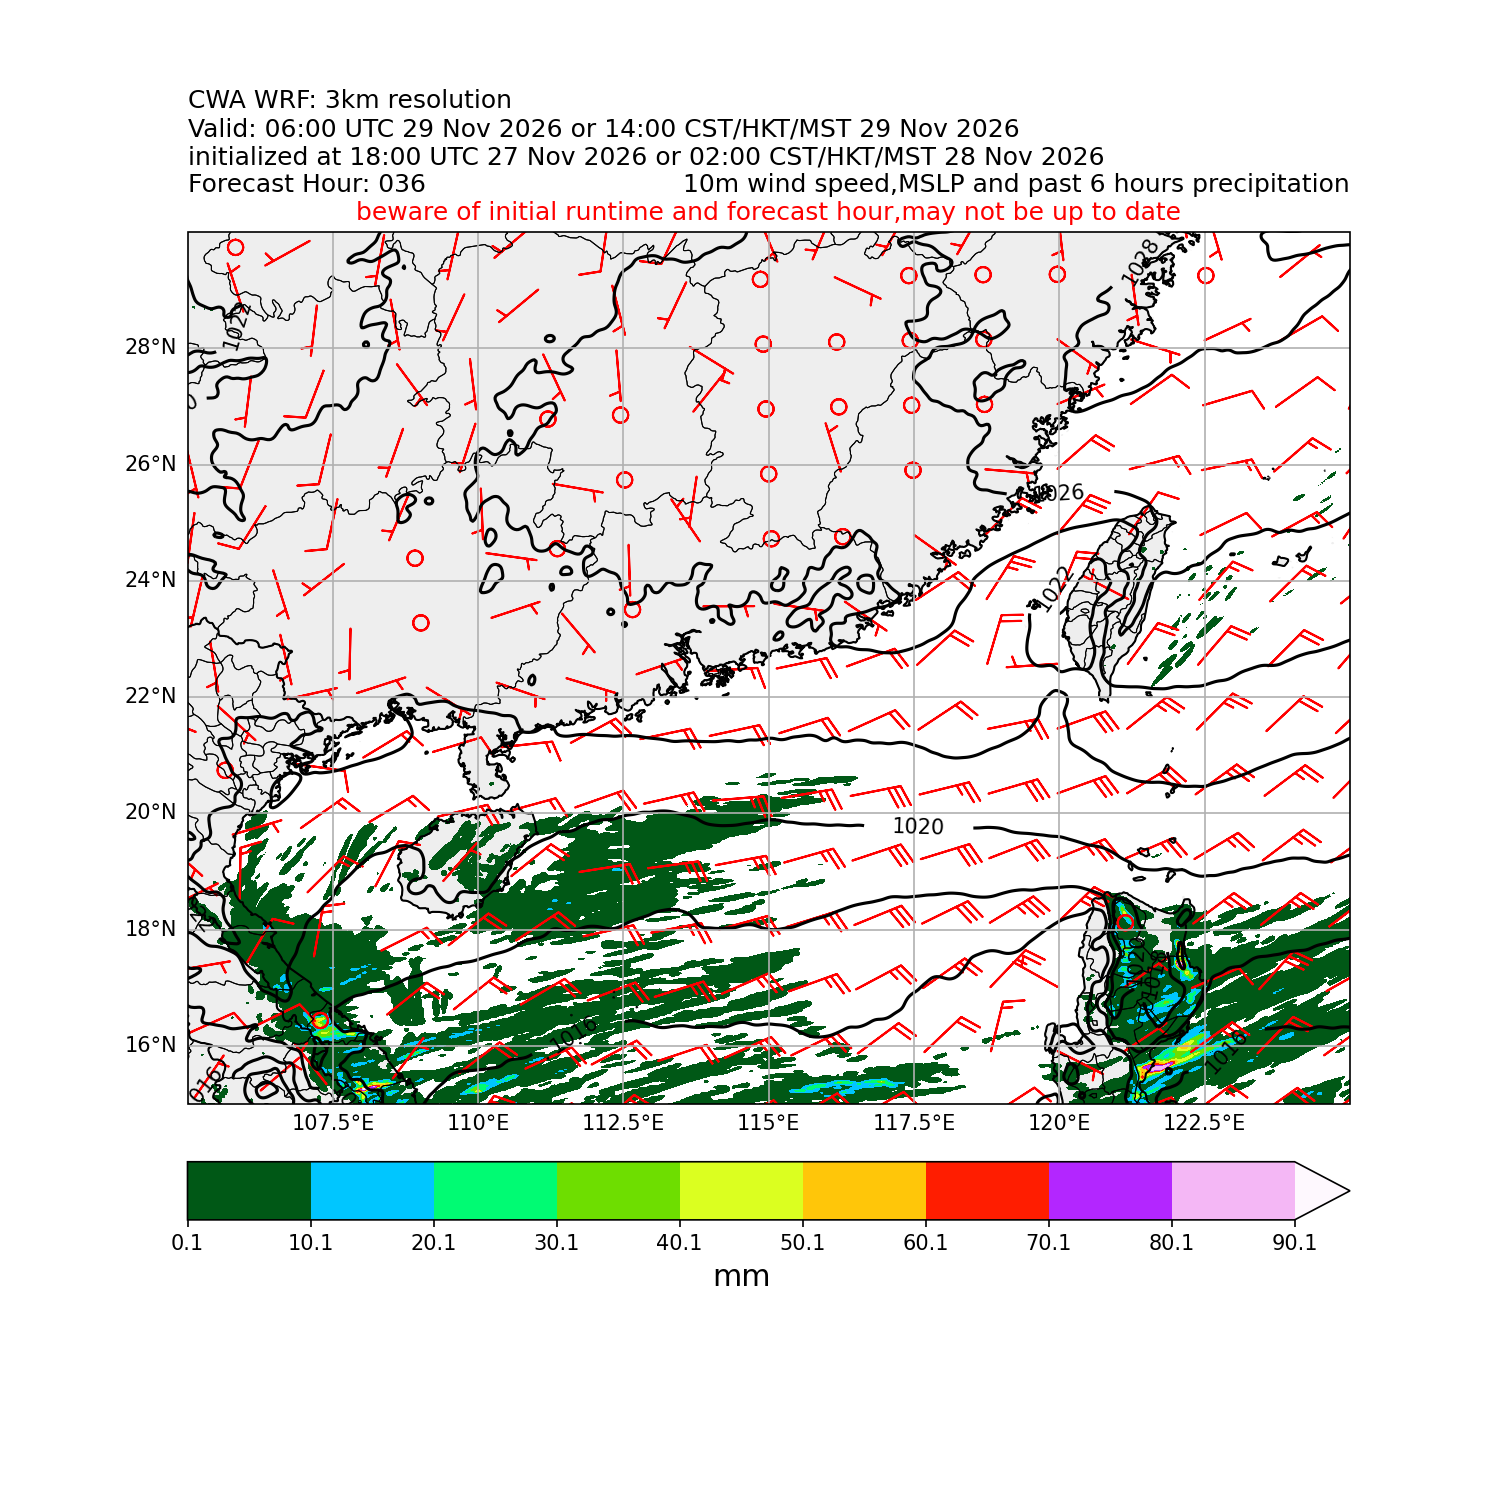 CWA WRF: 3km resolution
Valid: 06:00 UTC 29 Nov 2026 or 14:00 CST/HKT/MST 29 Nov 2026
initialized at 18:00 UTC 27 Nov 2026 or 02:00 CST/HKT/MST 28 Nov 2026
Forecast Hour: 036 10m wind speed,MSLP and past 6 hours precipitation
beware of initial runtime and forecast hour,may not be up to date
1028
1022
28°N
26°N
1026
24°N
1022
22°N
20°N
1020
18°N
1020
1018
1016
16°N
1016
107.5°E 110°E 112.5°E 115°E 117.5°E 120°E 122.5°E
0.1 10.1 20.1 30.1 40.1 50.1 60.1 70.1 80.1 90.1
mm